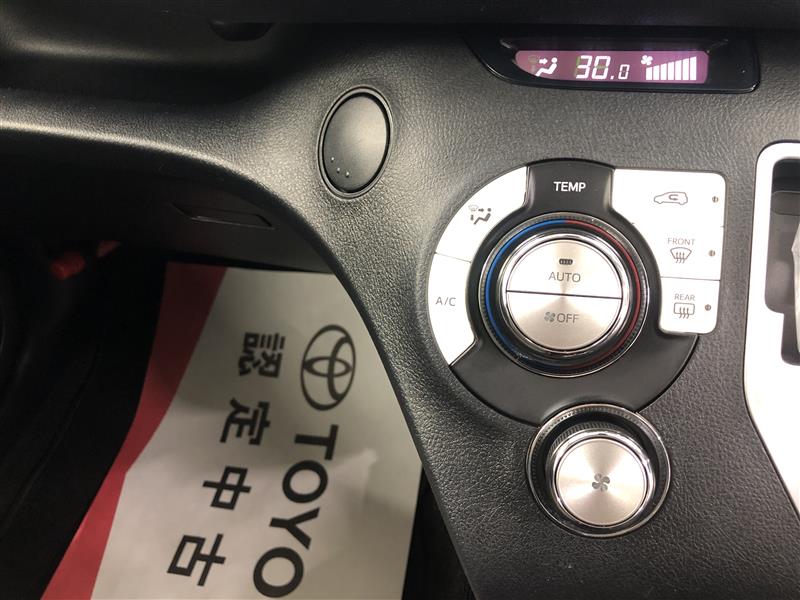 30.0
TEMP
AUTO
OFF
A/C
FRONT
REAR
TOYO
認定中古